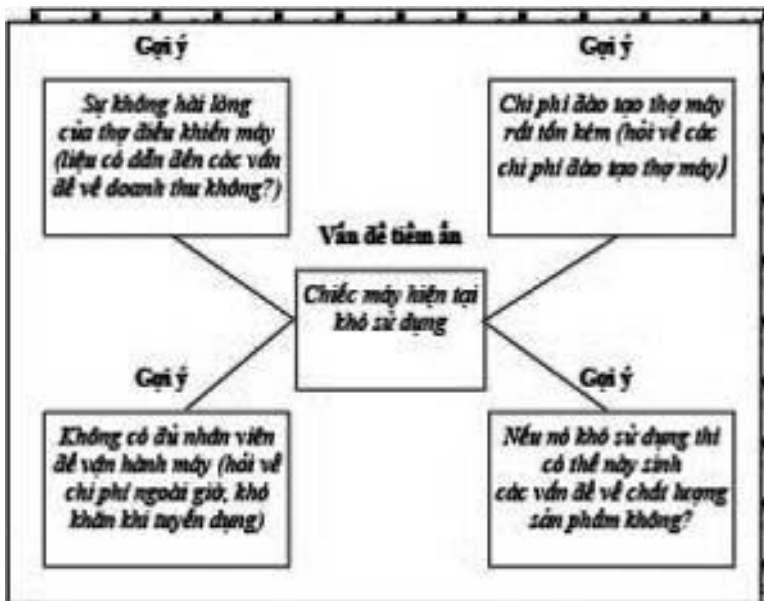 Gợi ý
Sự không hài lòng
của thợ điều khiển máy
(liệu có dẫn đến các vấn
đề về doanh thu không?)
Gợi ý
Chi phí đào tạo thợ máy
rất tốn kém (hỏi về các
chi phí đào tạo thợ máy)
Vấn đề tiềm ẩn
Chiếc máy hiện tại
khó sử dụng
Gợi ý
Không có đủ nhân viên
để vận hành máy (hỏi về
chi phí ngoài giờ, khó
khăn khi tuyển dụng)
Gợi ý
Nếu nó khó sử dụng thì
có thể nảy sinh
các vấn đề về chất lượng
sản phẩm không?